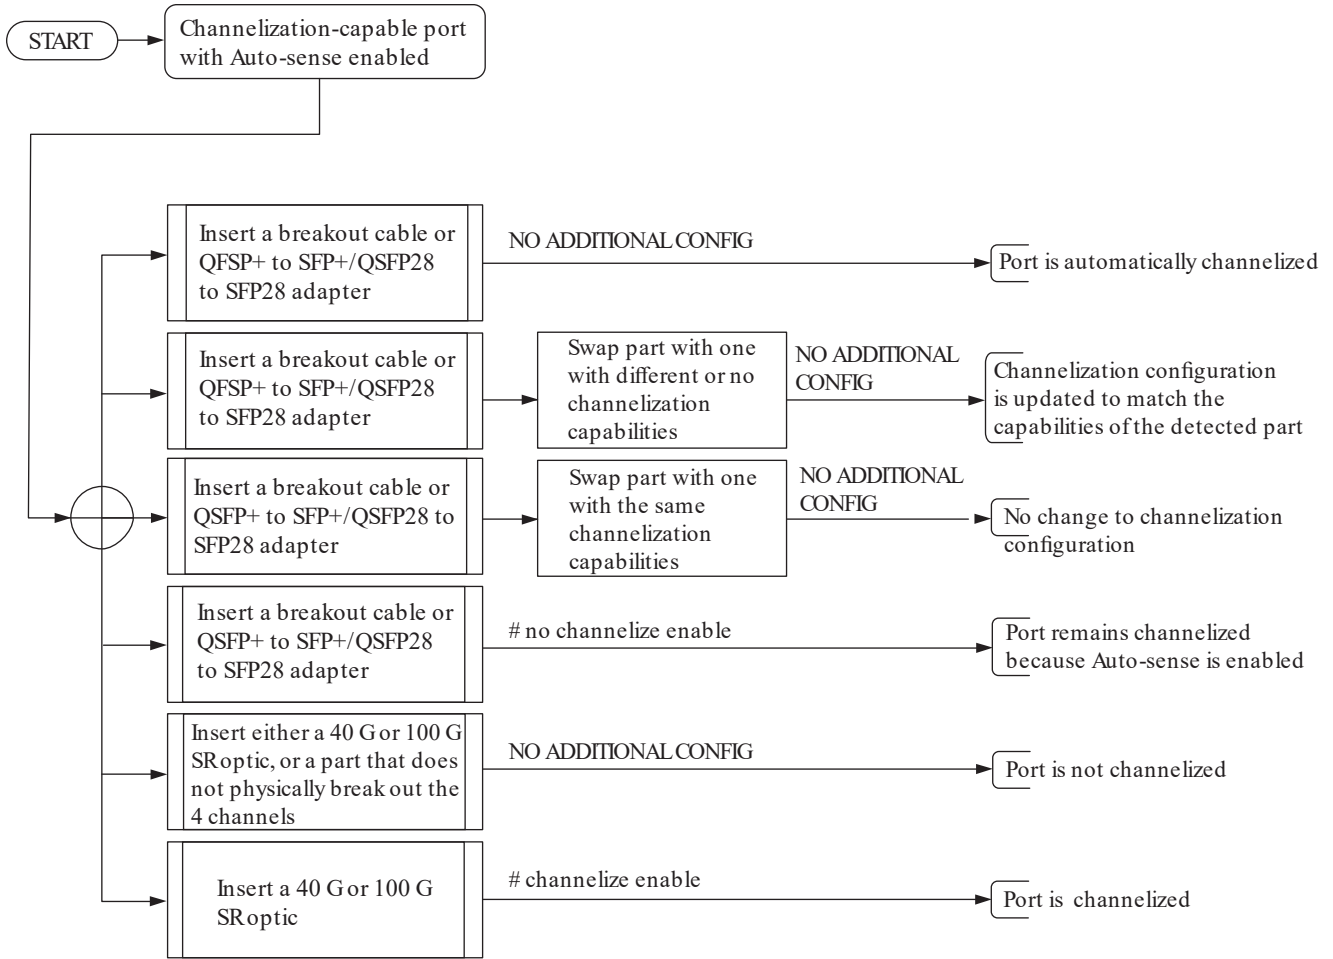 START
Channelization-capable port
with Auto-sense enabled
Insert a breakout cable or
QFSP+ to SFP+/QSFP28
to SFP28 adapter
NO ADDITIONAL CONFIG
Port is automatically channelized
Insert a breakout cable or
QFSP+ to SFP+/QSFP28
to SFP28 adapter
Swap part with one
with different or no
channelization
capabilities
NO ADDITIONAL
CONFIG
Channelization configuration
is updated to match the
capabilities of the detected part
Insert a breakout cable or
QSFP+ to SFP+/QSFP28 to
SFP28 adapter
Swap part with one
with the same
channelization
capabilities
NO ADDITIONAL
CONFIG
No change to channelization
configuration
Insert a breakout cable or
QSFP+ to SFP+/QSFP28
to SFP28 adapter
# no channelize enable
Port remains channelized
because Auto-sense is enabled
Insert either a 40 G or 100 G
SR optic, or a part that does
not physically break out the
4 channels
NO ADDITIONAL CONFIG
Port is not channelized
Insert a 40 G or 100 G
SR optic
# channelize enable
Port is channelized